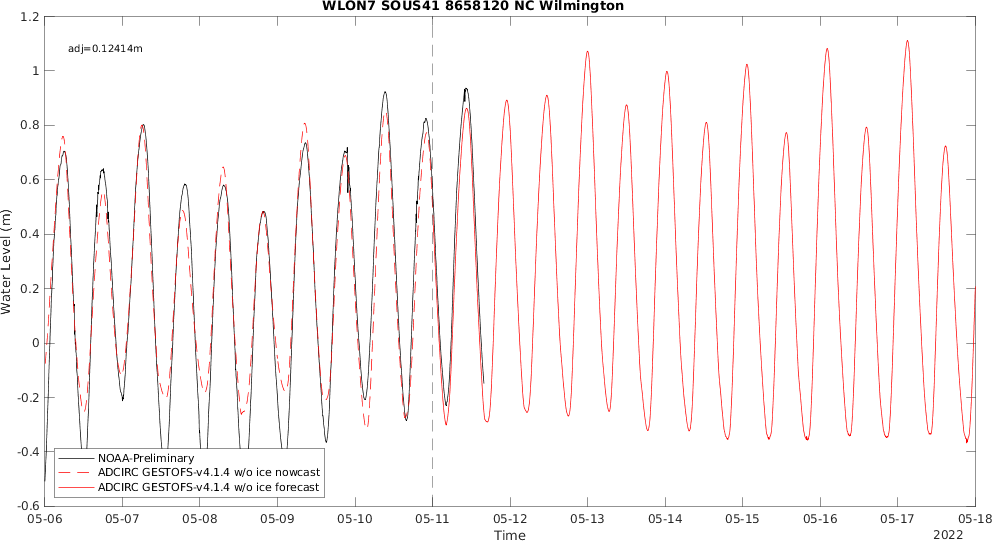 WLON7 SOUS41 8658120 NC Wilmington
adj=0.12414m
1.2
1
0.8
0.6
0.4
0.2
0
-0.2
-0.4
-0.6
Water Level (m)
NOAA-Preliminary
ADCIRC GESTOFS-v4.1.4 w/o ice nowcast
ADCIRC GESTOFS-v4.1.4 w/o ice forecast
05-06 05-07 05-08 05-09 05-10 05-11 05-12 05-13 05-14 05-15 05-16 05-17 05-18
Time
2022